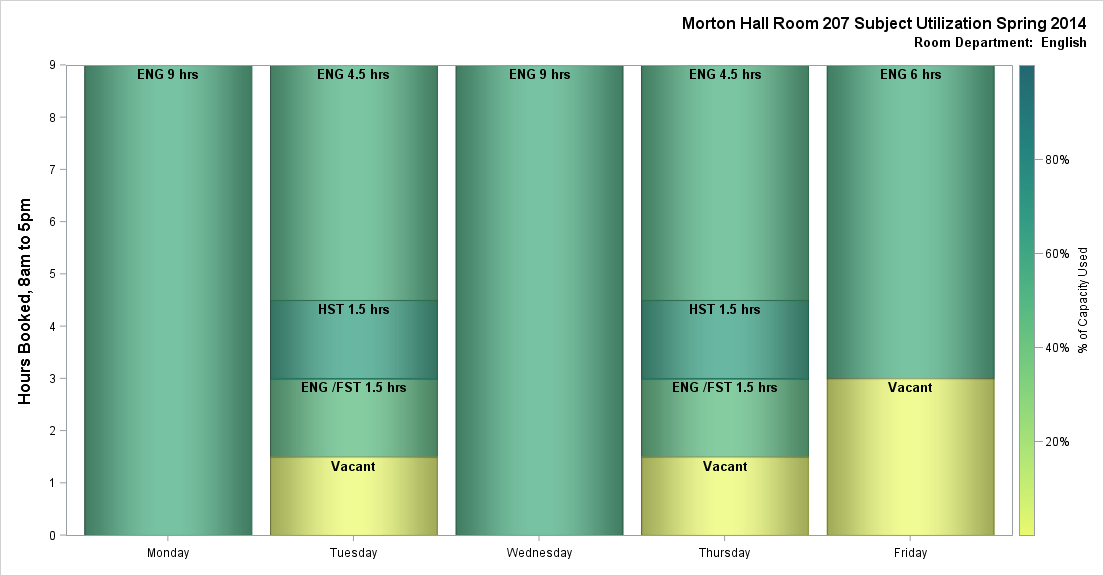 Morton Hall Room 207 Subject Utilization Spring 2014
Room Department:  English
Hours Booked, 8am to 5pm
9
8
7
6
5
4
3
2
1
0
ENG 9 hrs
ENG 4.5 hrs
HST 1.5 hrs
ENG /FST 1.5 hrs
Vacant
ENG 9 hrs
ENG 4.5 hrs
HST 1.5 hrs
ENG /FST 1.5 hrs
Vacant
ENG 6 hrs
Vacant
Monday
Tuesday
Wednesday
Thursday
Friday
80%
60%
40%
20%
% of Capacity Used